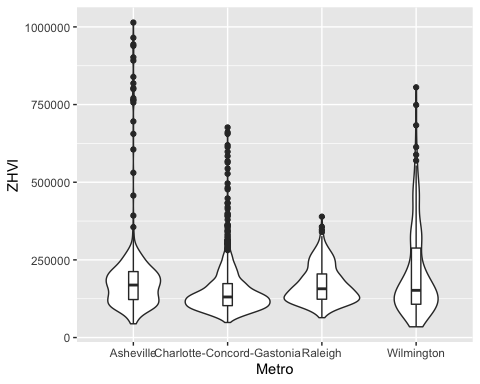 1000000
750000
500000
250000
0
ZHVI
Asheville Charlotte-Concord-Gastonia Raleigh Wilmington
Metro